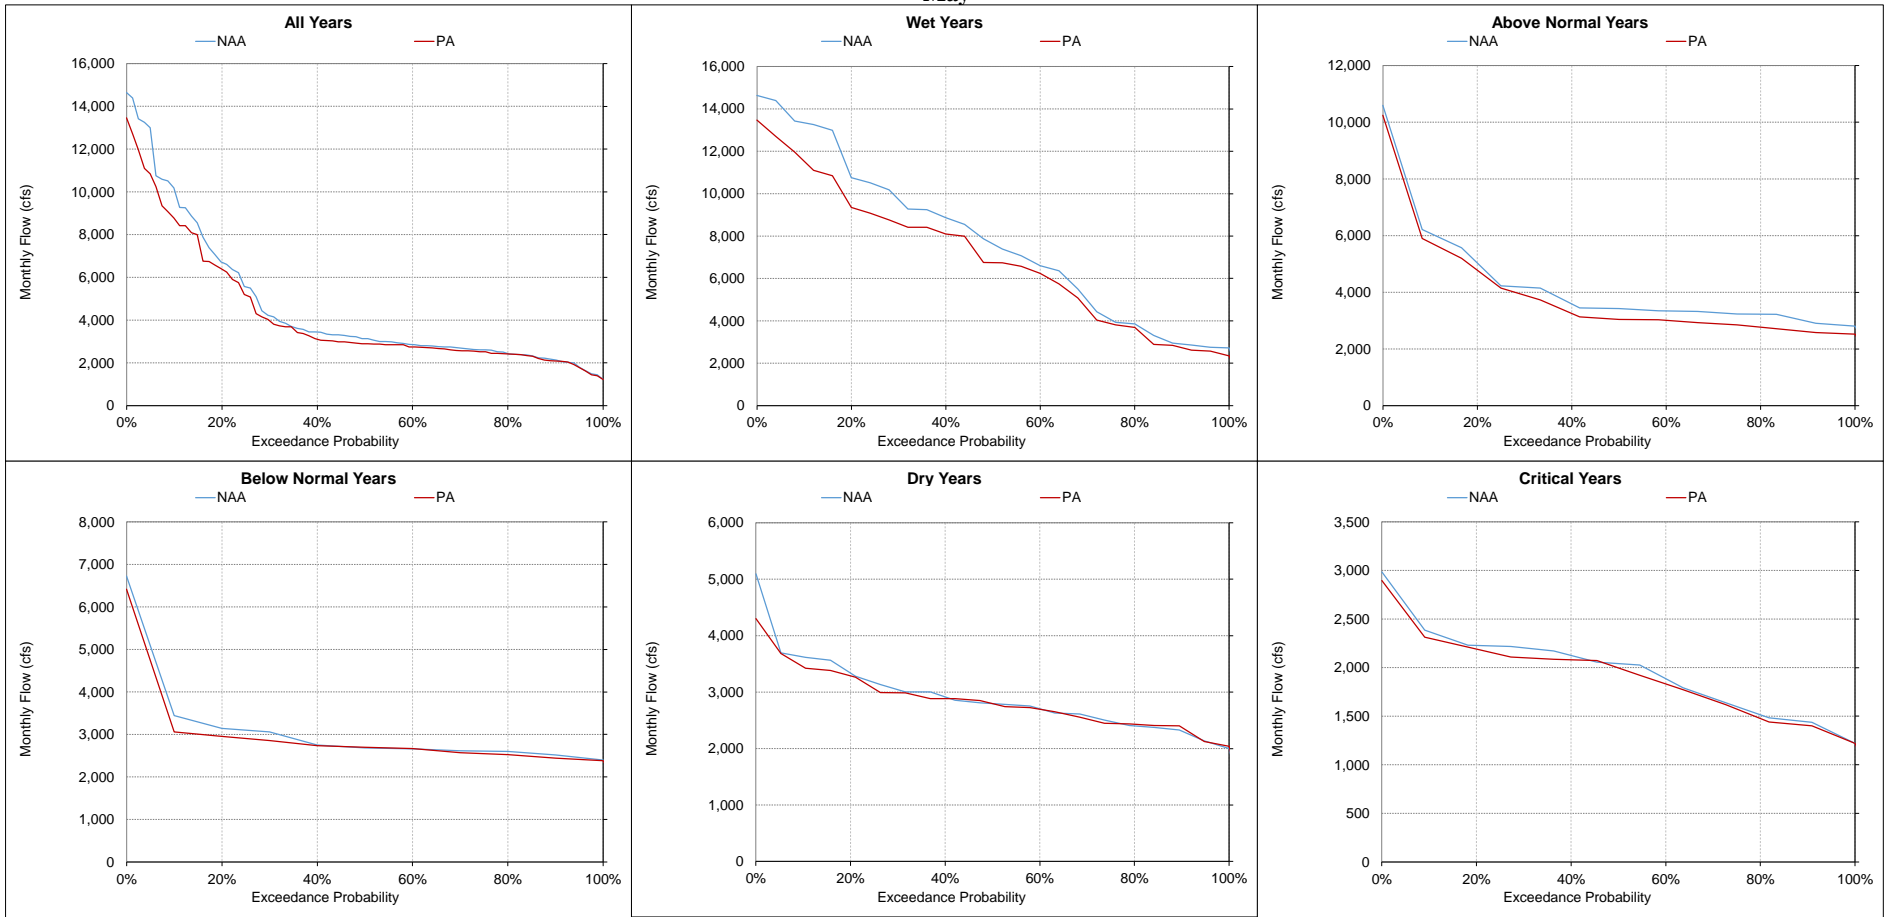 All Years
NAA
PA
16,000
14,000
12,000
10,000
8,000
6,000
4,000
2,000
0
Monthly Flow (cfs)
0%
20%
40%
60%
80%
100%
Exceedance Probability
Wet Years
NAA
PA
16,000
14,000
12,000
10,000
8,000
6,000
4,000
2,000
0
Monthly Flow (cfs)
0%
20%
40%
60%
80%
100%
Exceedance Probability
Above Normal Years
NAA
PA
12,000
10,000
8,000
6,000
4,000
2,000
0
Monthly Flow (cfs)
0%
20%
40%
60%
80%
100%
Exceedance Probability
Below Normal Years
NAA
PA
8,000
7,000
6,000
5,000
4,000
3,000
2,000
1,000
0
Monthly Flow (cfs)
0%
20%
40%
60%
80%
100%
Exceedance Probability
Dry Years
NAA
PA
6,000
5,000
4,000
3,000
2,000
1,000
0
Monthly Flow (cfs)
0%
20%
40%
60%
80%
100%
Exceedance Probability
Critical Years
NAA
PA
3,500
3,000
2,500
2,000
1,500
1,000
500
0
Monthly Flow (cfs)
0%
20%
40%
60%
80%
100%
Exceedance Probability